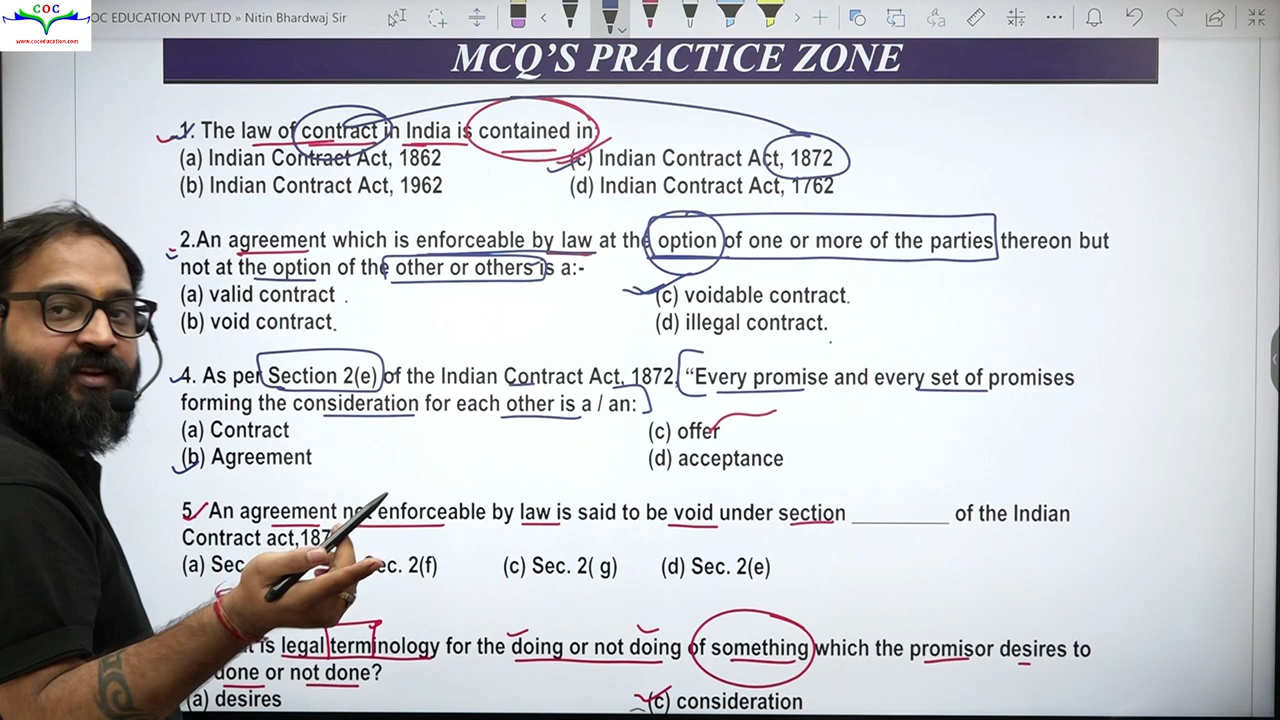 COC
www.coceducation.com
OC EDUCATION PVT LTD » Nitin Bhardwaj Sir
MCQ'S PRACTICE ZONE
1. The law of contract in India is contained in
(a) Indian Contract Act, 1862
(c) Indian Contract Act, 1872
(b) Indian Contract Act, 1962
(d) Indian Contract Act, 1762
2.An agreement which is enforceable by law at the option of one or more of the parties thereon but
not at the option of the other or others is a:-
(a) valid contract .
(c) voidable contract.
(b) void contract.
(d) illegal contract.
4. As per Section 2(e) of the Indian Contract Act, 1872, “Every promise and every set of promises
forming the consideration for each other is a / an:
(a) Contract
(c) offer
(b) Agreement
(d) acceptance
5. An agreement not enforceable by law is said to be void under section ________ of the Indian
Contract act,187
(a) Sec. ec. 2(f) (c) Sec. 2( g) (d) Sec. 2(e)
is legal terminology for the doing or not doing of something which the promisor desires to
done or not done?
(a) desires
(c) consideration